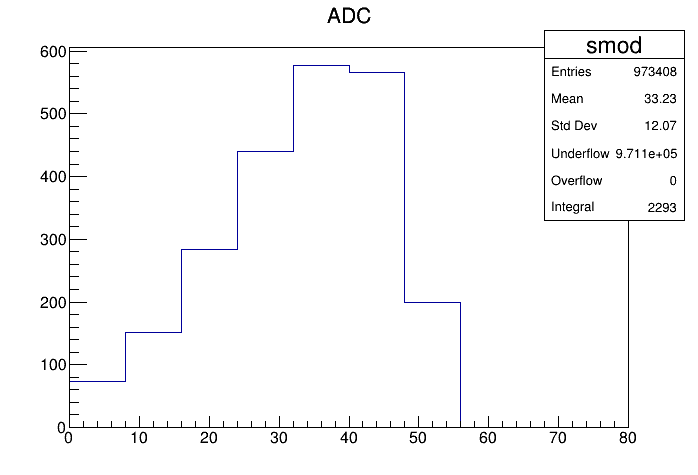 ADC
smod
Entries 973408
Mean 33.23
Std Dev 12.07
Underflow 9.711e+05
Overflow 0
Integral 2293
600
500
400
300
200
100
0
0 10 20 30 40 50 60 70 80